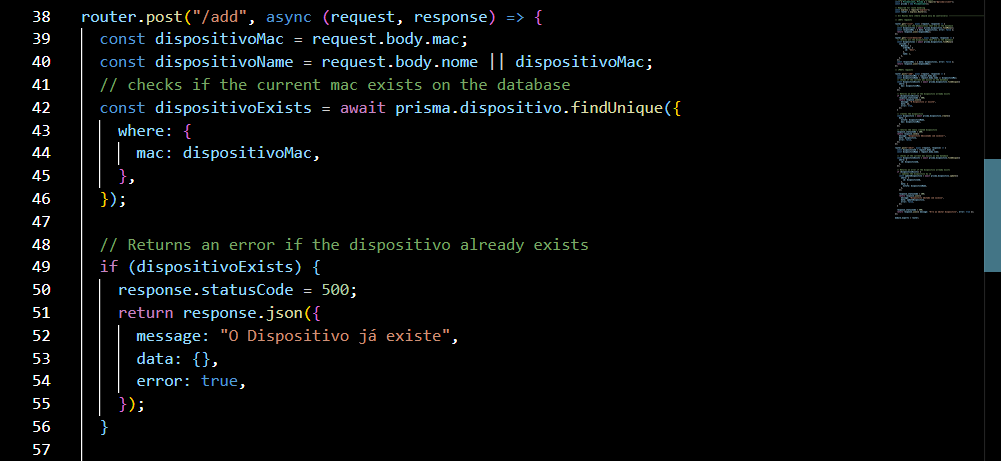 38 router.post("/add", async (request, response) => {
39 const dispositivoMac = request.body.mac;
40 const dispositivoName = request.body.nome || dispositivoMac;
41 // checks if the current mac exists on the database
42 const dispositivoExists = await prisma.dispositivo.findUnique({
43 where: {
44 mac: dispositivoMac,
45 },
46 });
47
48 // Returns an error if the dispositivo already exists
49 if (dispositivoExists) {
50 response.statusCode = 500;
51 return response.json({
52 message: "O Dispositivo já existe",
53 data: {},
54 error: true,
55 });
56 }
57